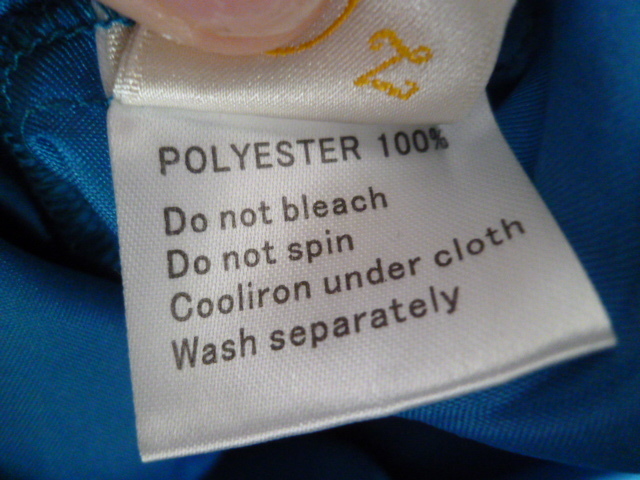 POLYESTER 100%
Do not bleach
Do not spin
Cooliron under cloth
Wash separately